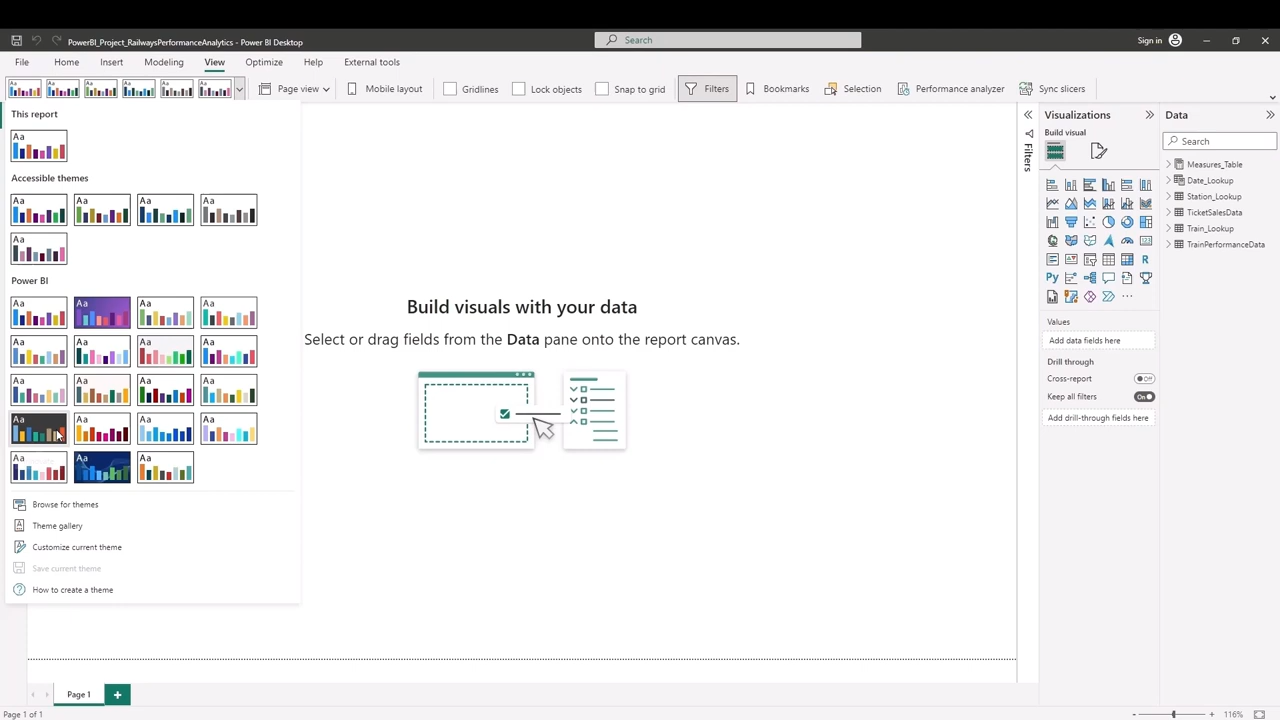 PowerBI_Project_RailwaysPerformanceAnalytics - Power BI Desktop
Search
Sign in
File Home Insert Modeling View Optimize Help External tools
Aa Aa Aa Aa Aa Aa Page view Mobile layout Gridlines Lock objects Snap to grid Filters Bookmarks Selection Performance analyzer Sync slicers
This report
Aa
Accessible themes
Aa Aa Aa Aa
Aa
Power BI
Aa Aa Aa Aa
Aa Aa Aa Aa
Aa Aa Aa Aa
Aa Aa Aa Aa
Aa Aa Aa
Browse for themes
Theme gallery
Customize current theme
Save current theme
How to create a theme
Build visuals with your data
Select or drag fields from the Data pane onto the report canvas.
Filters
Visualizations
Build visual
R
Py
Values
Add data fields here
Drill through
Cross-report
Off
Keep all filters
On
Add drill-through fields here
Data
Search
Measures_Table
Date_Lookup
Station_Lookup
TicketSalesData
Train_Lookup
TrainPerformanceData
Page 1
Page 1 of 1
- + 116%